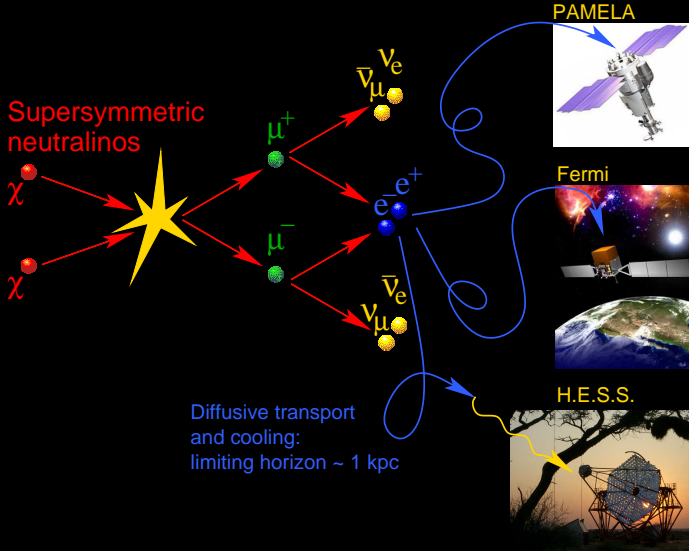 PAMELA
ν̄μ νe
Supersymmetric
neutralinos
μ+
χ
Fermi
e- e+
μ-
χ
νμ ν̄e
H.E.S.S.
Diffusive transport
and cooling:
limiting horizon ~ 1 kpc